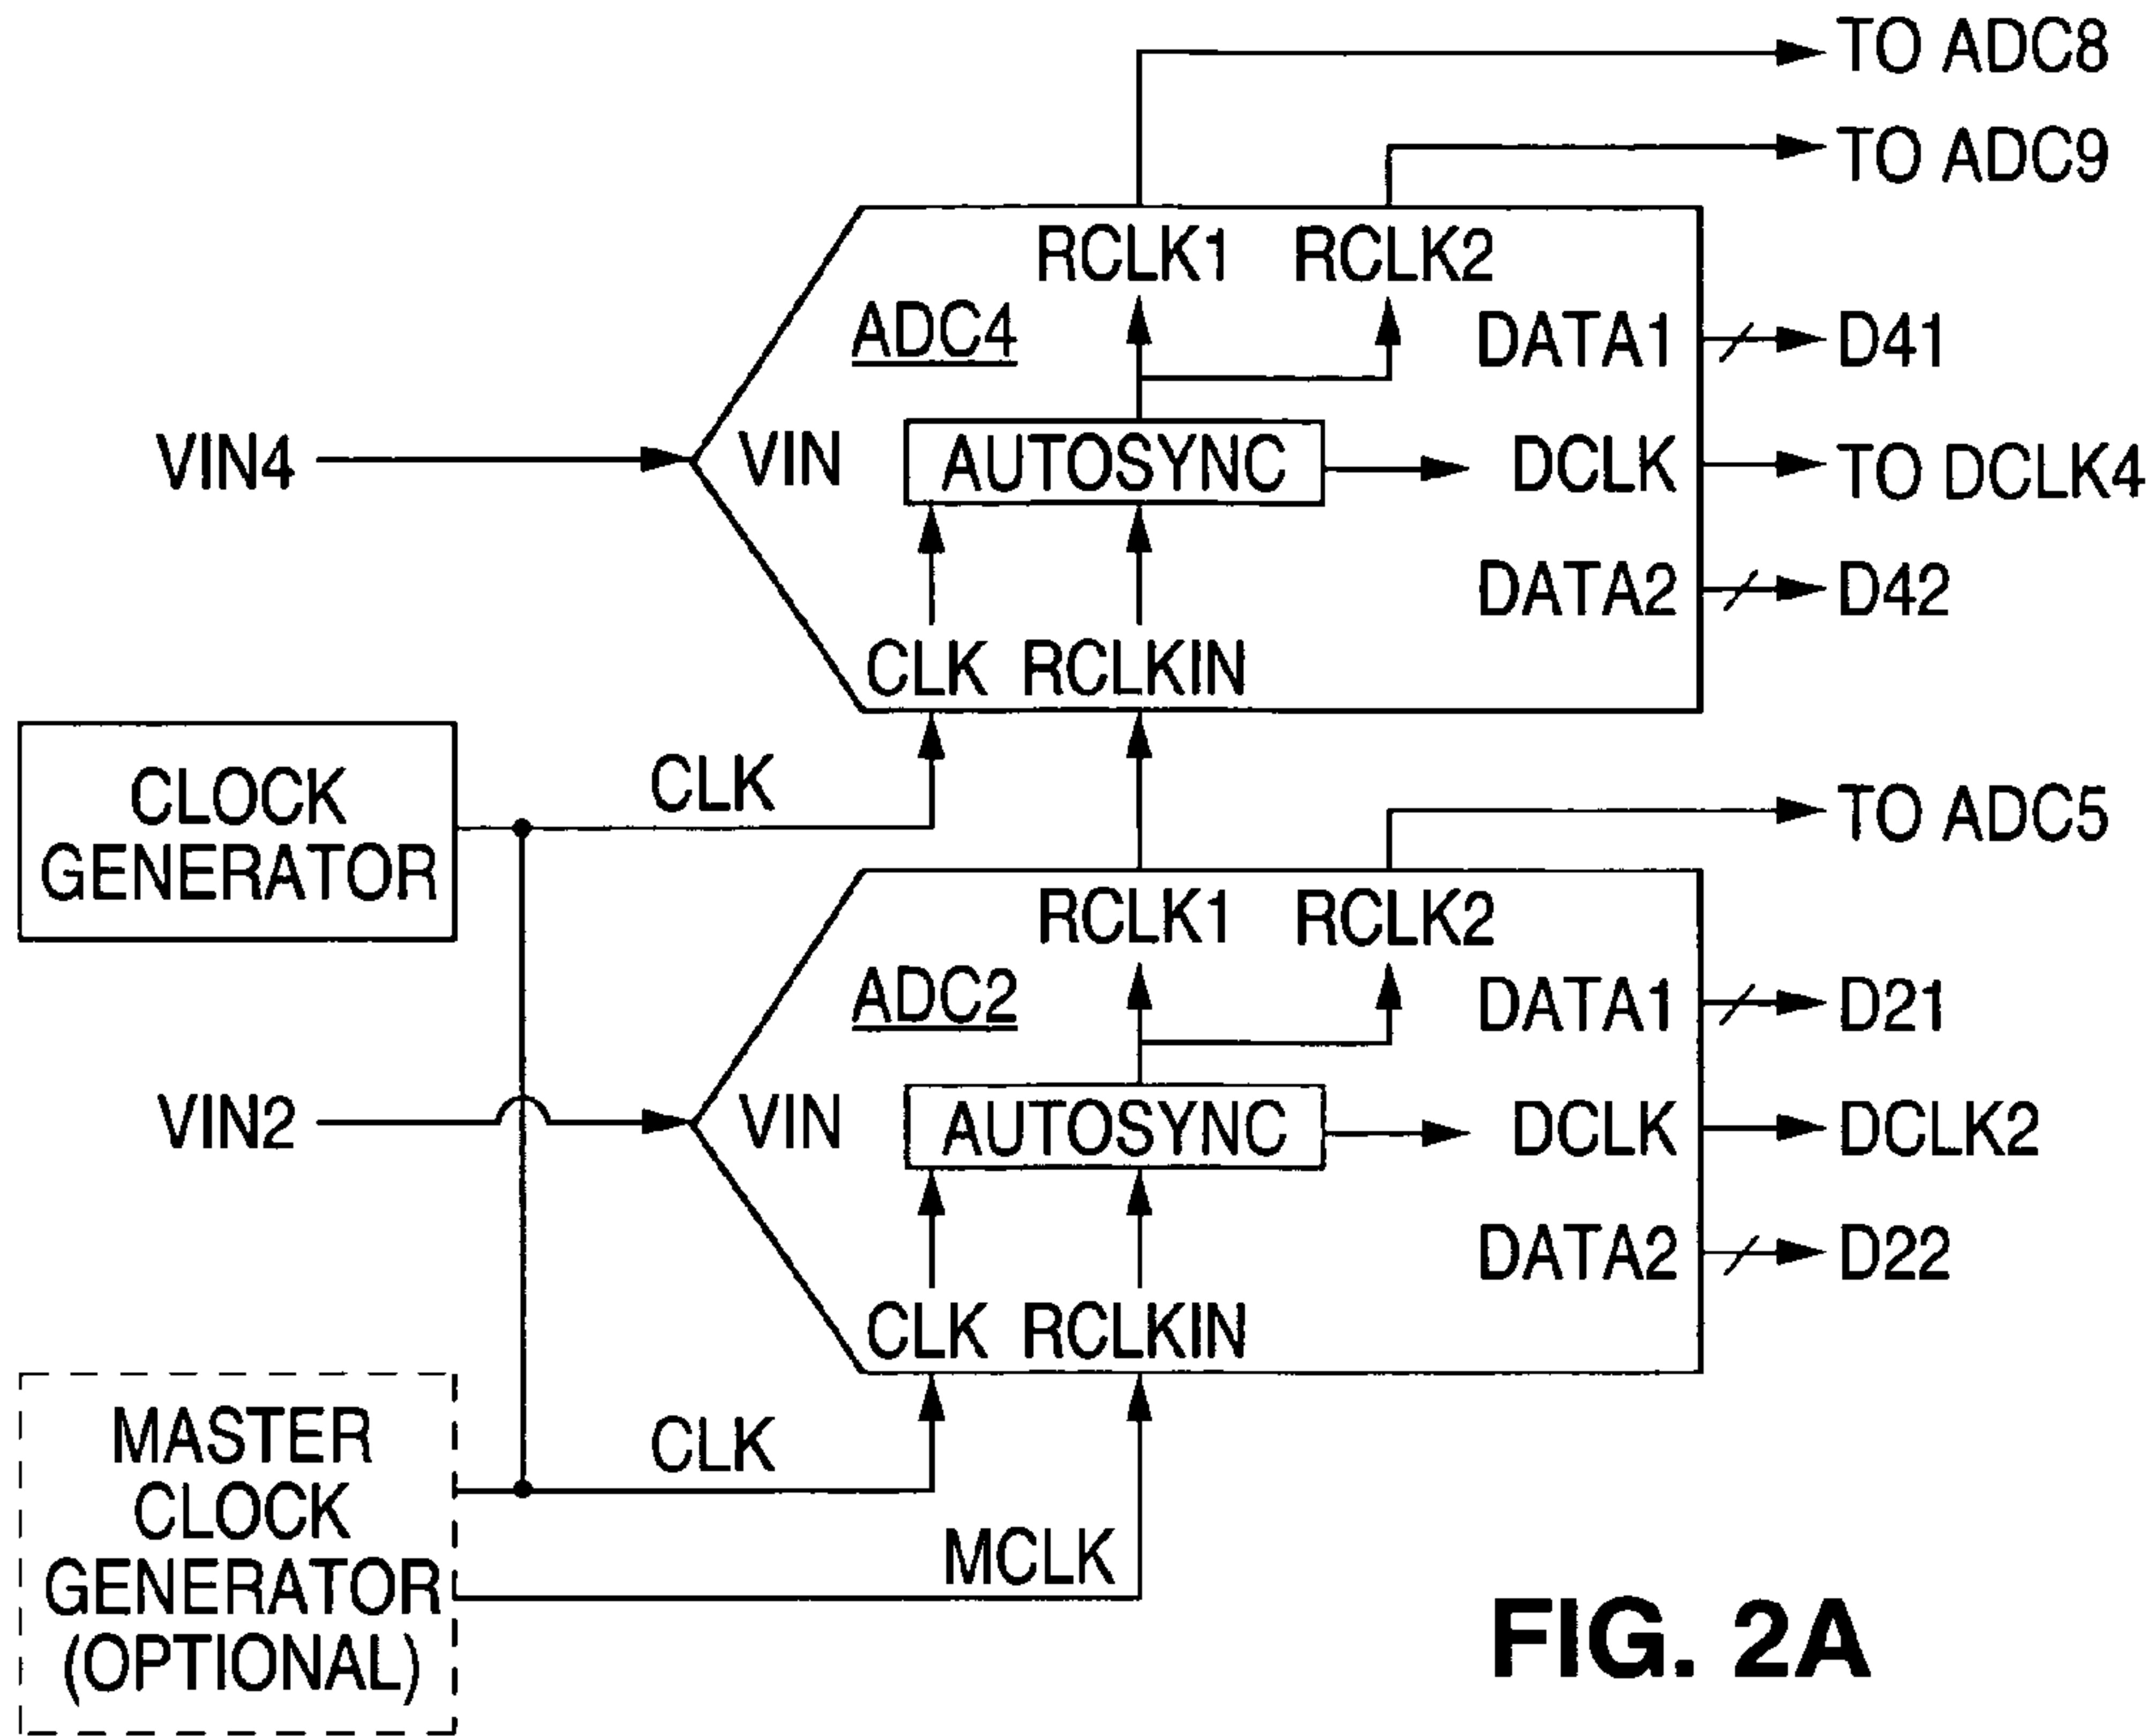 TO ADC8
TO ADC9
RCLK1 RCLK2
ADC4
DATA1
D41
VIN4
VIN
AUTOSYNC
DCLK
TO DCLK4
DATA2
D42
CLK RCLKIN
CLOCK
GENERATOR
CLK
TO ADC5
RCLK1 RCLK2
ADC2
DATA1
D21
VIN2
VIN
AUTOSYNC
DCLK
DCLK2
DATA2
D22
CLK RCLKIN
MASTER
CLOCK
GENERATOR
(OPTIONAL)
CLK
MCLK
FIG. 2A